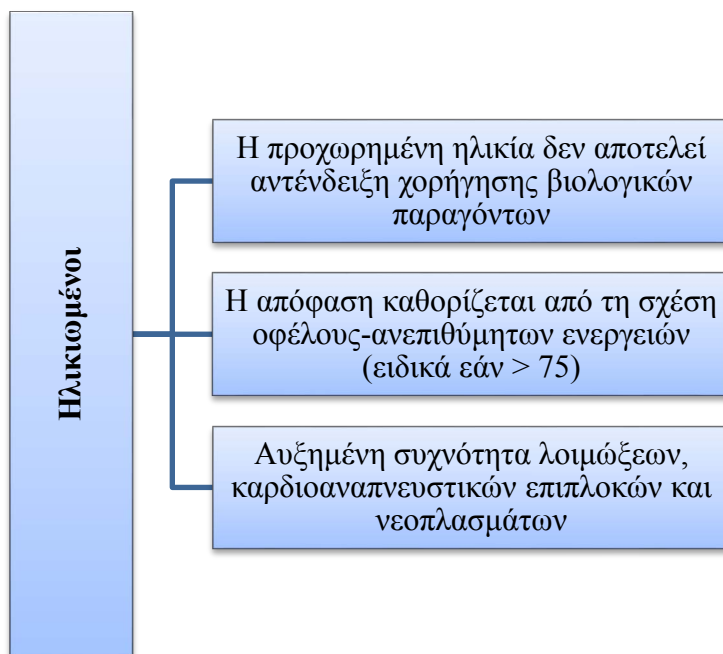 Ηλικιωμένοι
Η προχωρημένη ηλικία δεν αποτελεί
αντένδειξη χορήγησης βιολογικών
παραγόντων
Η απόφαση καθορίζεται από τη σχέση
οφέλους-ανεπιθύμητων ενεργειών
(ειδικά εάν > 75)
Αυξημένη συχνότητα λοιμώξεων,
καρδιοαναπνευστικών επιπλοκών και
νεοπλασμάτων